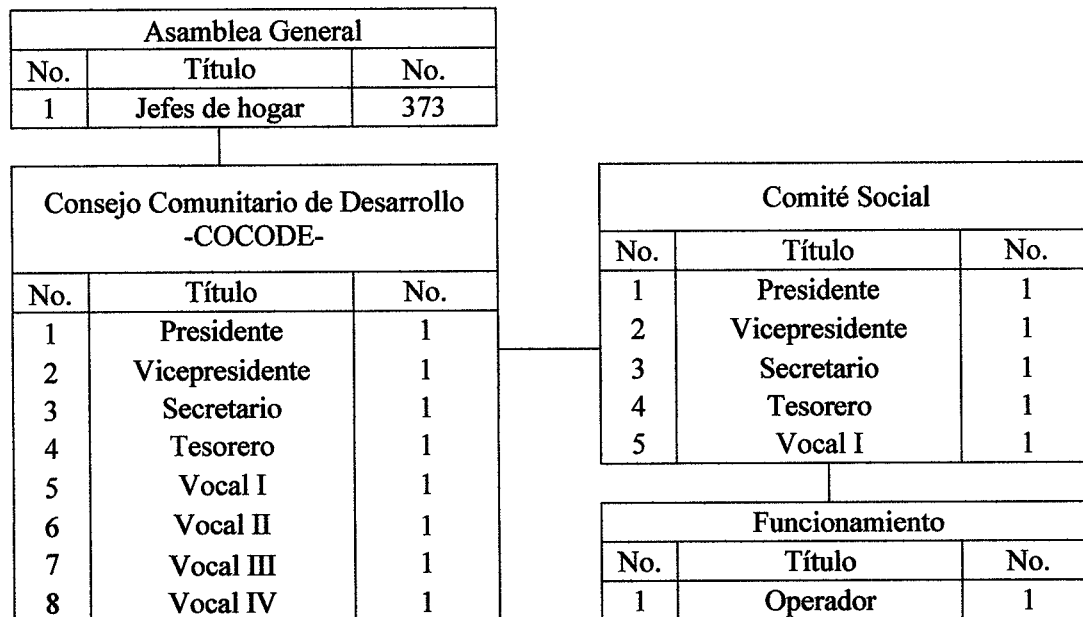 Asamblea General
No. Título No.
1 Jefes de hogar 373
Consejo Comunitario de Desarrollo
-COCODE-
No. Título No.
1 Presidente 1
2 Vicepresidente 1
3 Secretario 1
4 Tesorero 1
5 Vocal I 1
6 Vocal II 1
7 Vocal III 1
8 Vocal IV 1
Comité Social
No. Título No.
1 Presidente 1
2 Vicepresidente 1
3 Secretario 1
4 Tesorero 1
5 Vocal I 1
Funcionamiento
No. Título No.
1 Operador 1